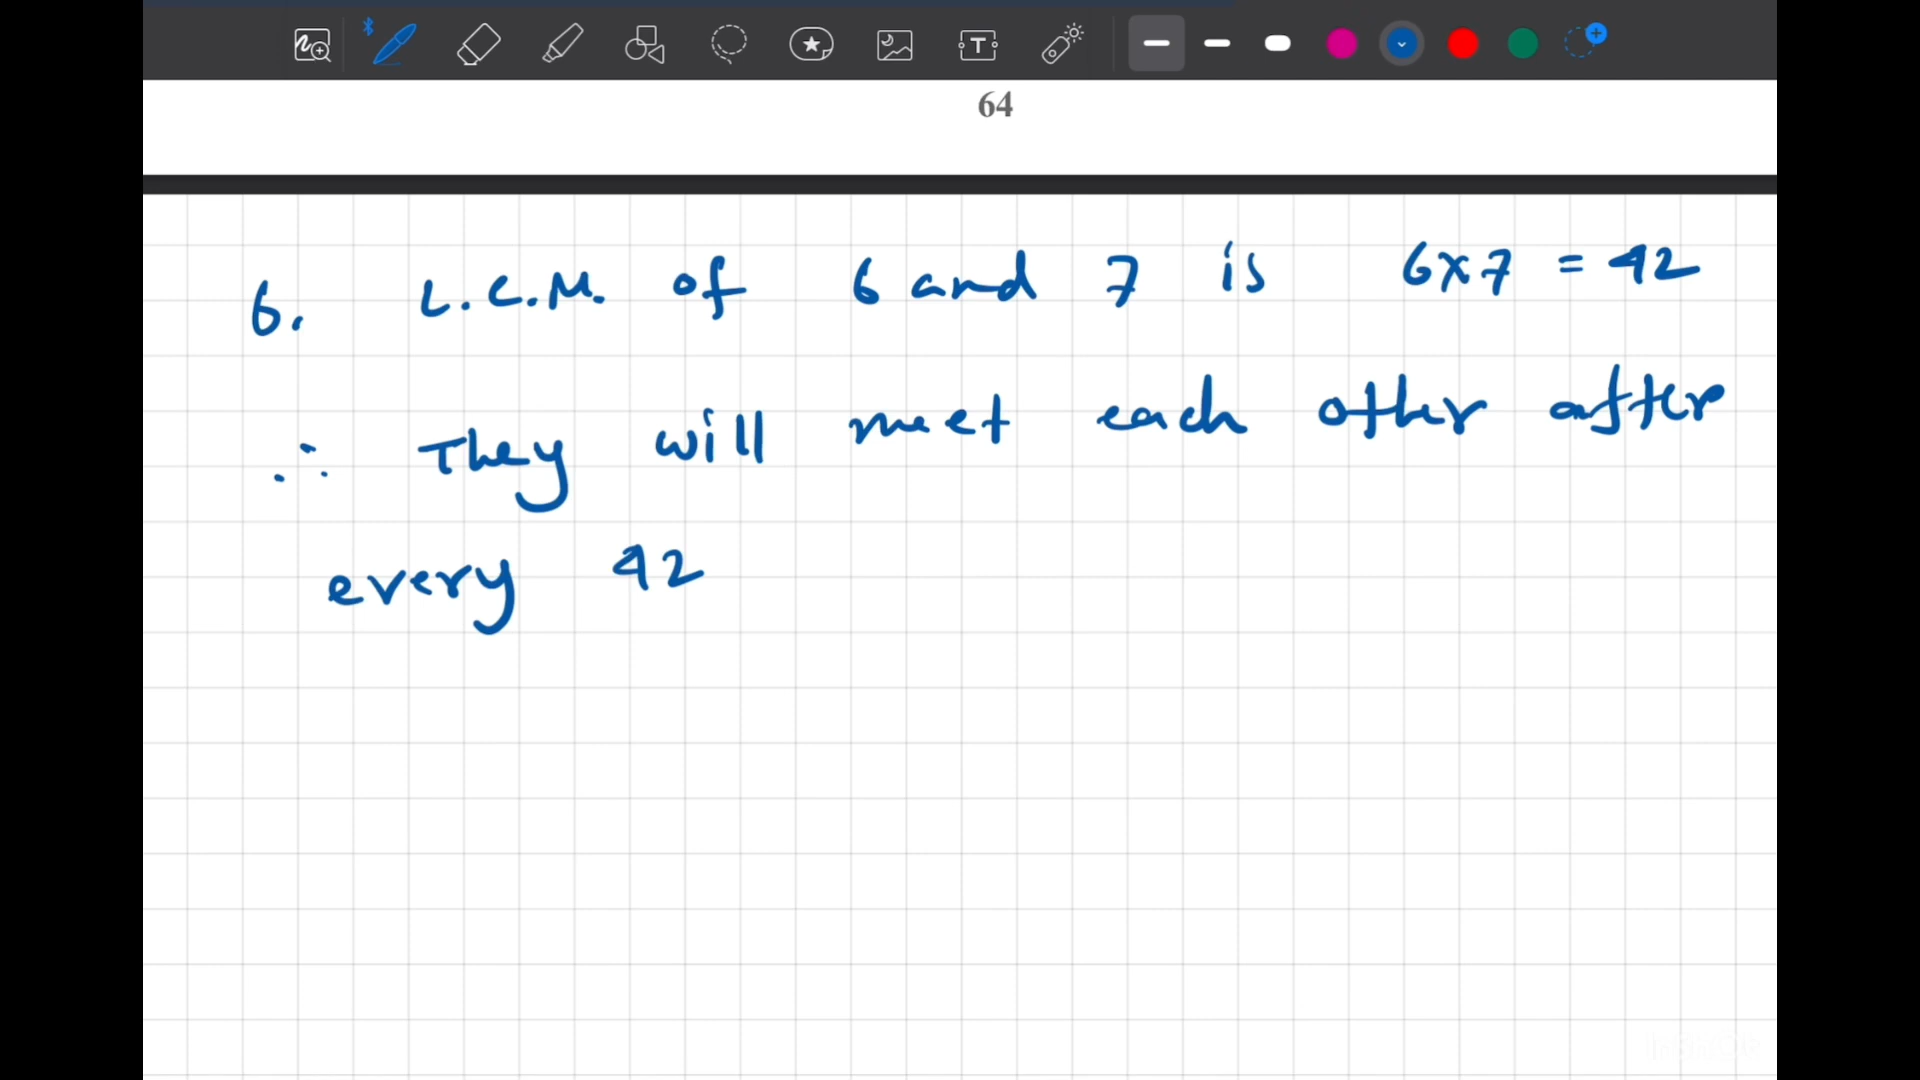 64
6. L.C.M. of 6 and 7 is 6x7 = 42
∴ They will meet each other after
every 42